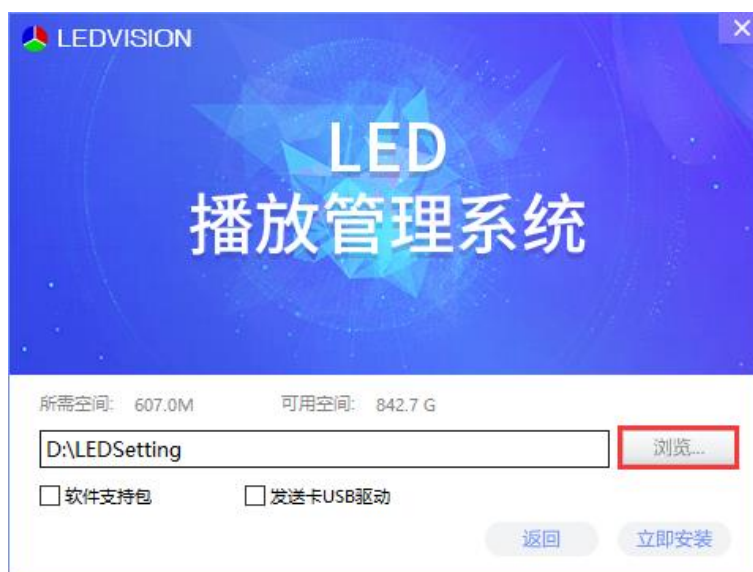 LEDVISION
LED
播放管理系统
所需空间: 607.0M 可用空间: 842.7 G
D:\LEDSetting 浏览...
软件支持包 发送卡USB驱动
返回 立即安装